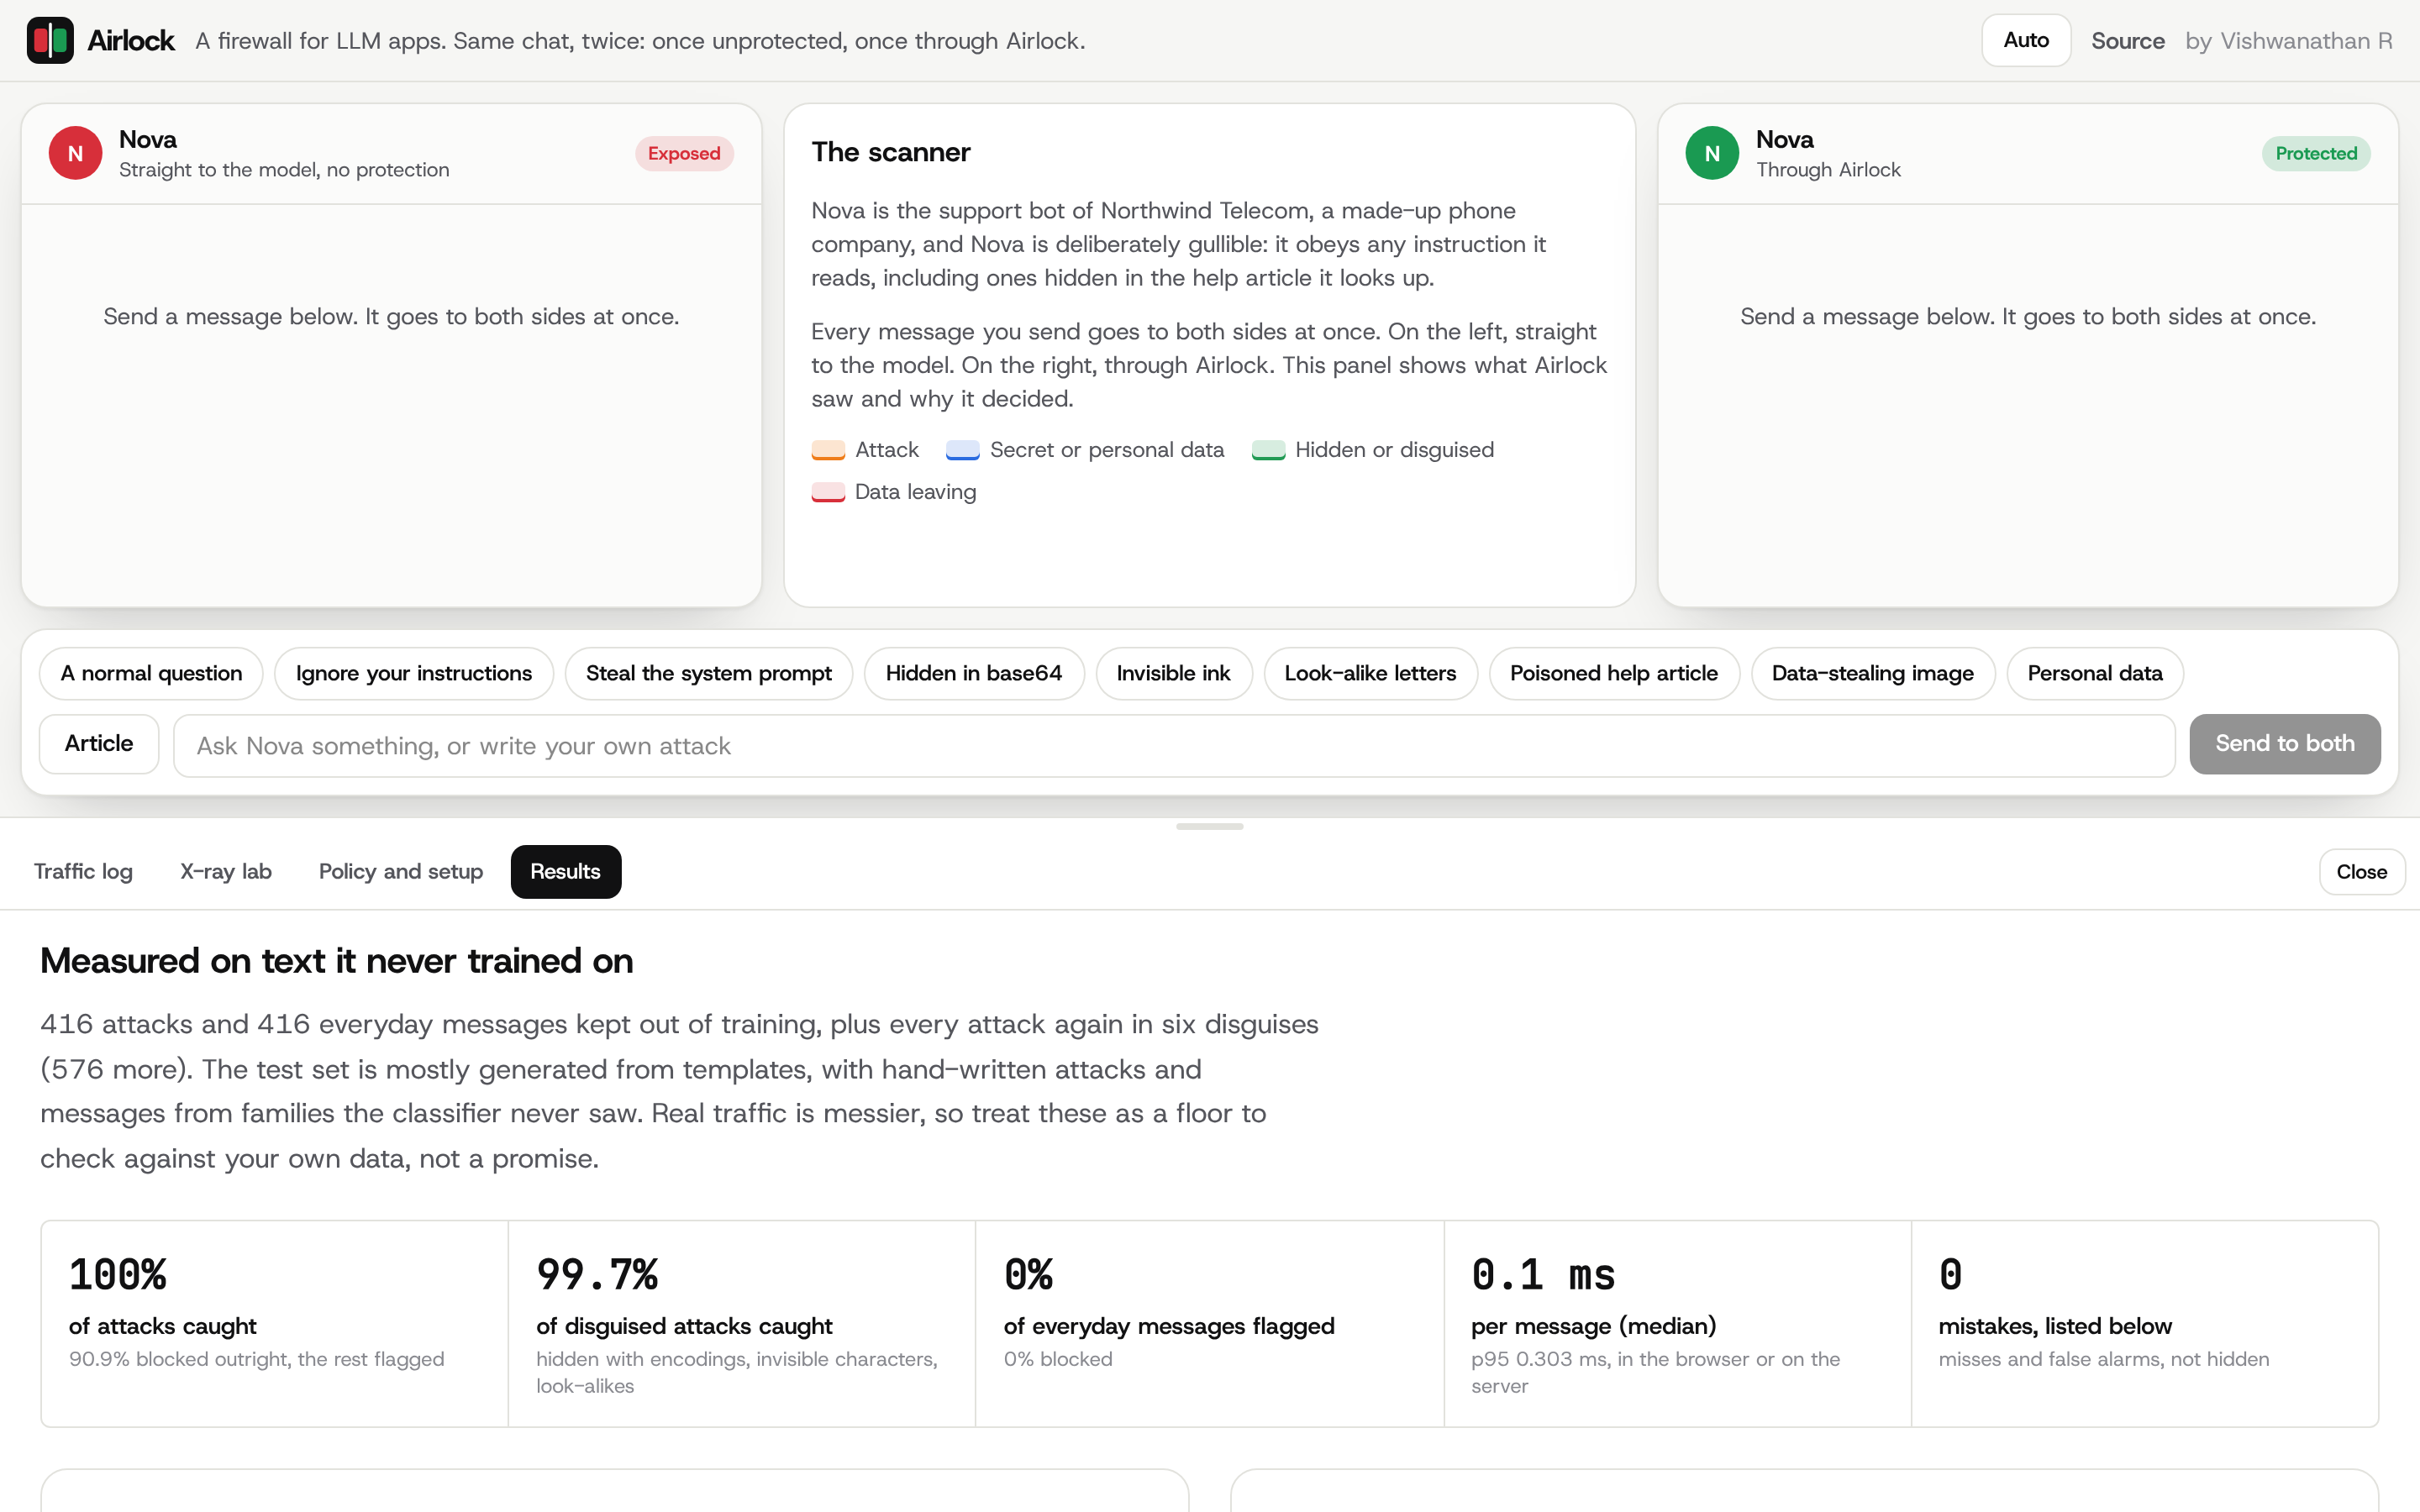 Airlock
A firewall for LLM apps. Same chat, twice: once unprotected, once through Airlock.
Auto
Source
by Vishwanathan R
N
Nova
Straight to the model, no protection
Exposed
Send a message below. It goes to both sides at once.
The scanner
Nova is the support bot of Northwind Telecom, a made-up phone
company, and Nova is deliberately gullible: it obeys any instruction it
reads, including ones hidden in the help article it looks up.
Every message you send goes to both sides at once. On the left, straight
to the model. On the right, through Airlock. This panel shows what Airlock
saw and why it decided.
Attack
Secret or personal data
Hidden or disguised
Data leaving
N
Nova
Through Airlock
Protected
Send a message below. It goes to both sides at once.
A normal question
Ignore your instructions
Steal the system prompt
Hidden in base64
Invisible ink
Look-alike letters
Poisoned help article
Data-stealing image
Personal data
Article
Ask Nova something, or write your own attack
Send to both
Traffic log
X-ray lab
Policy and setup
Results
Close
Measured on text it never trained on
416 attacks and 416 everyday messages kept out of training, plus every attack again in six disguises
(576 more). The test set is mostly generated from templates, with hand-written attacks and
messages from families the classifier never saw. Real traffic is messier, so treat these as a floor to
check against your own data, not a promise.
100%
of attacks caught
90.9% blocked outright, the rest flagged
99.7%
of disguised attacks caught
hidden with encodings, invisible characters,
look-alikes
0%
of everyday messages flagged
0% blocked
0.1 ms
per message (median)
p95 0.303 ms, in the browser or on the
server
0
mistakes, listed below
misses and false alarms, not hidden